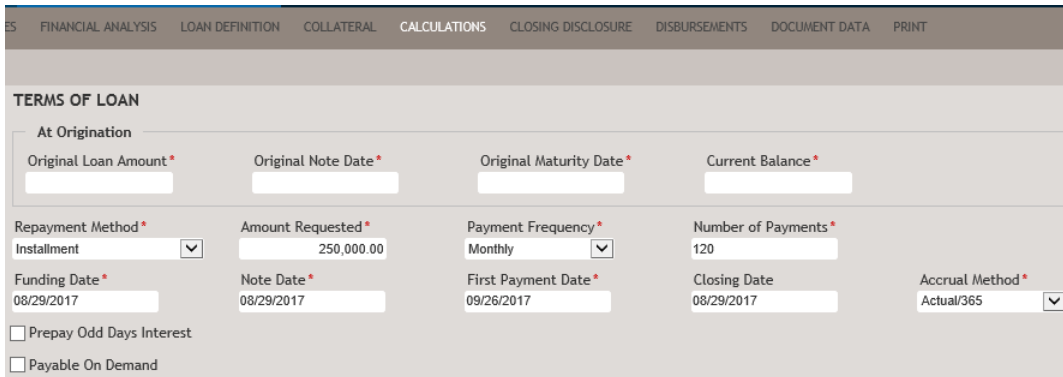 ES FINANCIAL ANALYSIS LOAN DEFINITION COLLATERAL CALCULATIONS CLOSING DISCLOSURE DISBURSEMENTS DOCUMENT DATA PRINT
TERMS OF LOAN
At Origination
Original Loan Amount* Original Note Date* Original Maturity Date* Current Balance*
Repayment Method* Amount Requested* Payment Frequency* Number of Payments*
Installment 250,000.00 Monthly 120
Funding Date* Note Date* First Payment Date* Closing Date Accrual Method*
08/29/2017 08/29/2017 09/26/2017 08/29/2017 Actual/365
Prepay Odd Days Interest
Payable On Demand